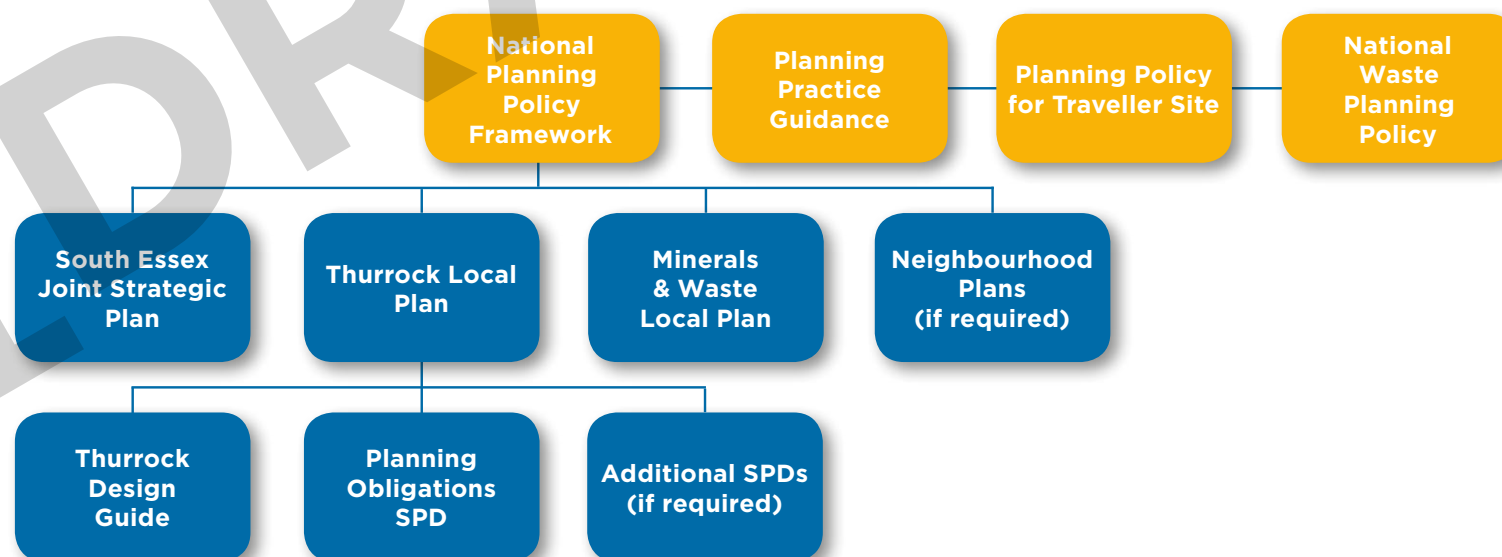 National
Planning
Policy
Framework
Planning
Practice
Guidance
Planning Policy
for Traveller Site
National
Waste
Planning
Policy
South Essex
Joint Strategic
Plan
Thurrock Local
Plan
Minerals
& Waste
Local Plan
Neighbourhood
Plans
(if required)
Thurrock
Design
Guide
Planning
Obligations
SPD
Additional SPDs
(if required)